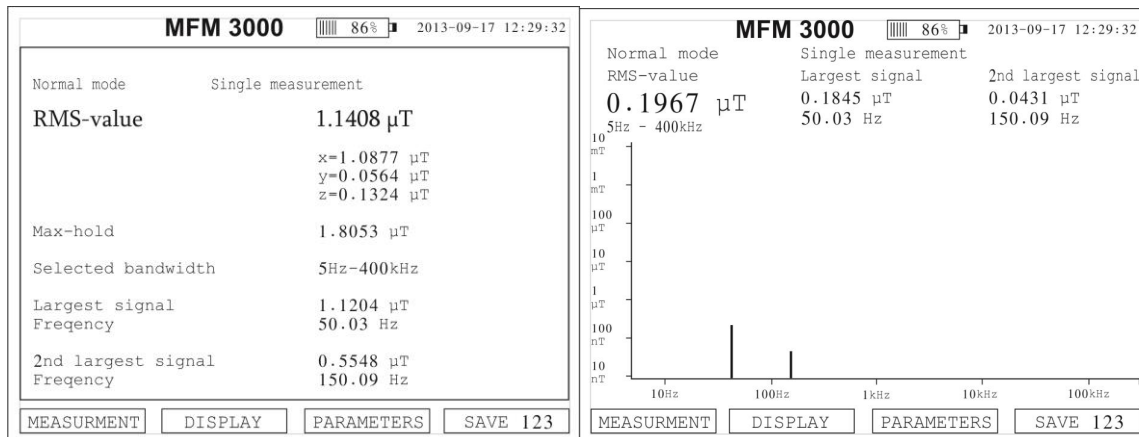 MFM 3000 86% 2013-09-17 12:29:32
Normal mode Single measurement
RMS-value 1.1408 µT
x=1.0877 µT
y=0.0564 µT
z=0.1324 µT
Max-hold 1.8053 µT
Selected bandwidth 5Hz-400kHz
Largest signal 1.1204 µT
Freqency 50.03 Hz
2nd largest signal 0.5548 µT
Freqency 150.09 Hz
MEASURMENT DISPLAY PARAMETERS SAVE 123
MFM 3000 86% 2013-09-17 12:29:32
Normal mode Single measurement
RMS-value Largest signal 2nd largest signal
0.1967 µT 0.1845 µT 0.0431 µT
50.03 Hz 150.09 Hz
5Hz - 400kHz
10
mT
1
mT
100
µT
10
µT
1
µT
100
nT
10
nT
10Hz 100Hz 1kHz 10kHz 100kHz
MEASURMENT DISPLAY PARAMETERS SAVE 123